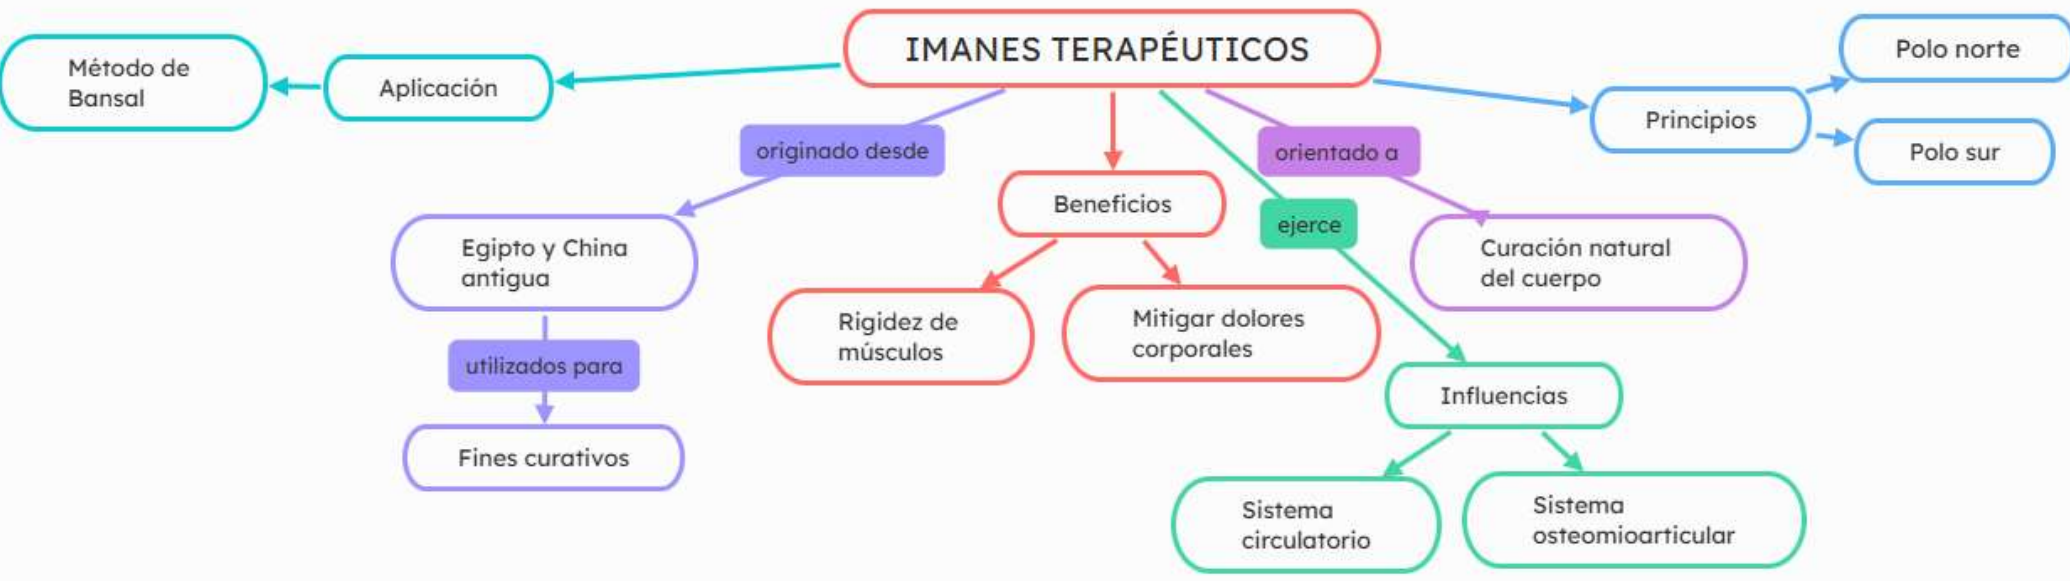 IMANES TERAPÉUTICOS
Método de
Bansal
Aplicación
originado desde
Egipto y China
antigua
utilizados para
Fines curativos
Beneficios
Rigidez de
músculos
Mitigar dolores
corporales
ejerce
Influencias
Sistema
circulatorio
Sistema
osteomioarticular
orientado a
Curación natural
del cuerpo
Principios
Polo norte
Polo sur